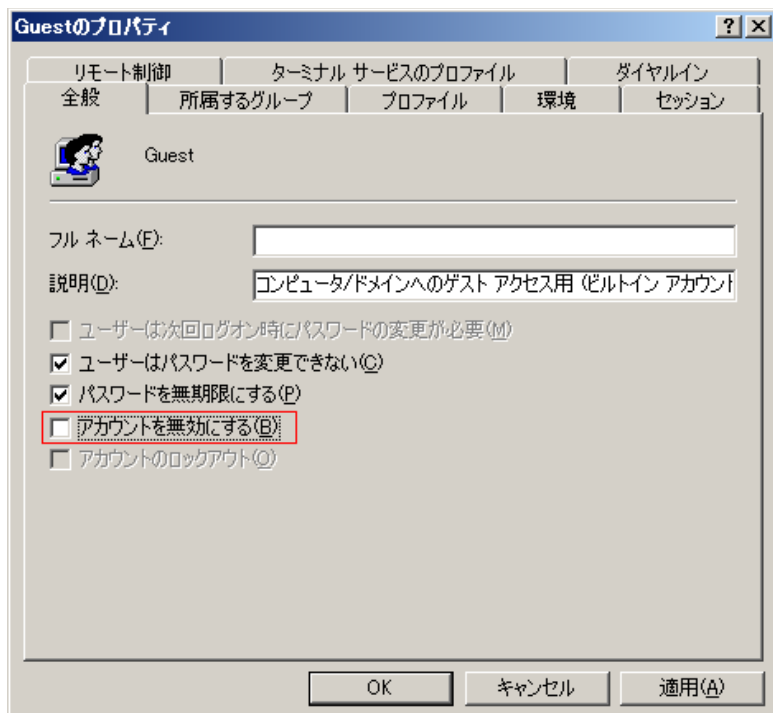 Guestのプロパティ
リモート制御 ターミナル サービスのプロファイル ダイヤルイン
全般 所属するグループ プロファイル 環境 セッション
Guest
フル ネーム(F):
説明(D): コンピュータ/ドメインへのゲスト アクセス用 (ビルトイン アカウント
ユーザーは次回ログオン時にパスワードの変更が必要(M)
ユーザーはパスワードを変更できない(C)
パスワードを無期限にする(P)
アカウントを無効にする(B)
アカウントのロックアウト(O)
OK キャンセル 適用(A)